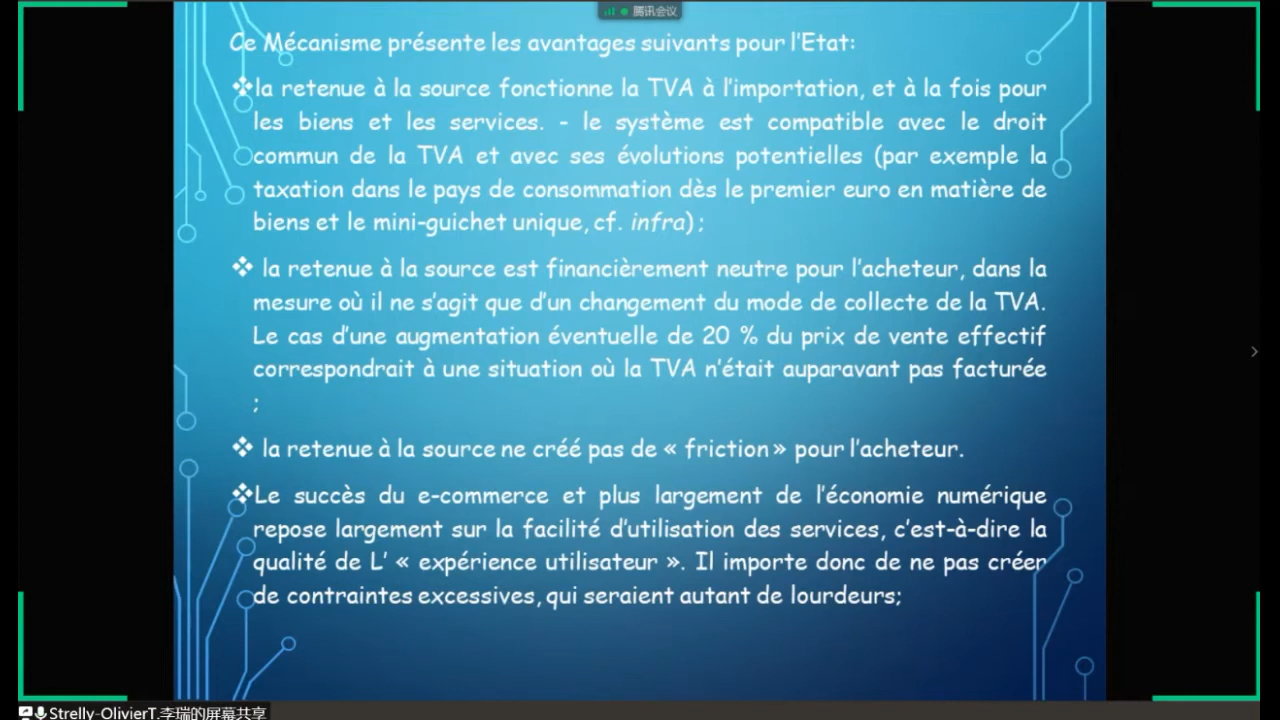 腾讯会议
Ce Mécanisme présente les avantages suivants pour l'Etat:
❖la retenue à la source fonctionne la TVA à l'importation, et à la fois pour
les biens et les services. - le système est compatible avec le droit
commun de la TVA et avec ses évolutions potentielles (par exemple la
taxation dans le pays de consommation dès le premier euro en matière de
biens et le mini-guichet unique, cf. infra) ;
❖ la retenue à la source est financièrement neutre pour l'acheteur, dans la
mesure où il ne s'agit que d'un changement du mode de collecte de la TVA.
Le cas d'une augmentation éventuelle de 20 % du prix de vente effectif
correspondrait à une situation où la TVA n'était auparavant pas facturée
;
❖ la retenue à la source ne créé pas de « friction » pour l'acheteur.
❖Le succès du e-commerce et plus largement de l'économie numérique
repose largement sur la facilité d'utilisation des services, c'est-à-dire la
qualité de L' « expérience utilisateur ». Il importe donc de ne pas créer
de contraintes excessives, qui seraient autant de lourdeurs;
Strelly-OlivierT.李瑞的屏幕共享